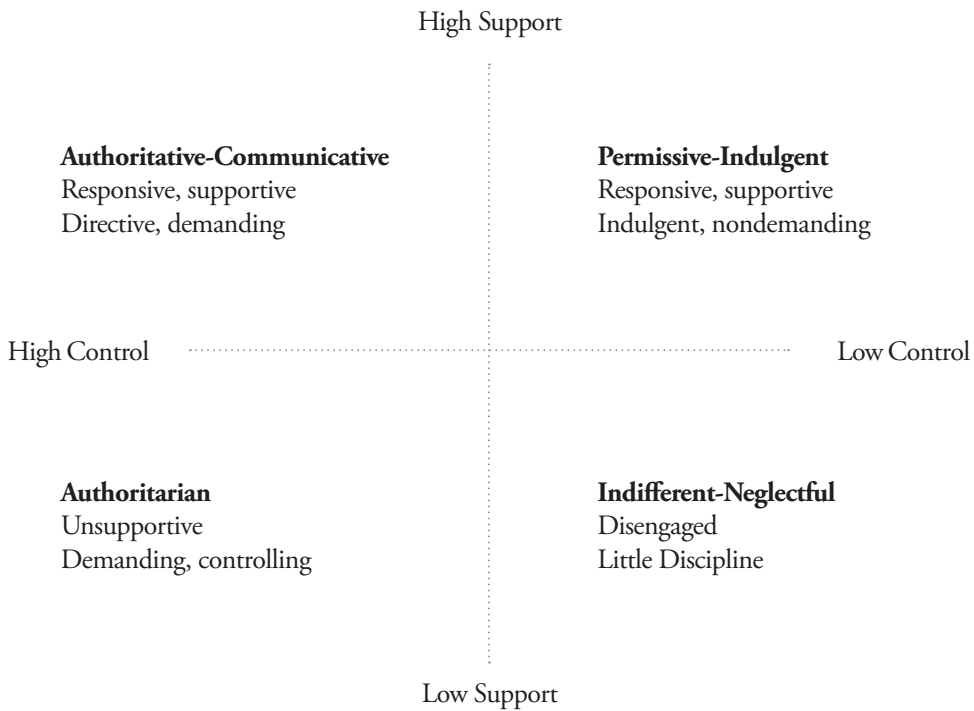 High Support
Authoritative-Communicative
Responsive, supportive
Directive, demanding
Permissive-Indulgent
Responsive, supportive
Indulgent, nondemanding
High Control
Low Control
Authoritarian
Unsupportive
Demanding, controlling
Indifferent-Neglectful
Disengaged
Little Discipline
Low Support